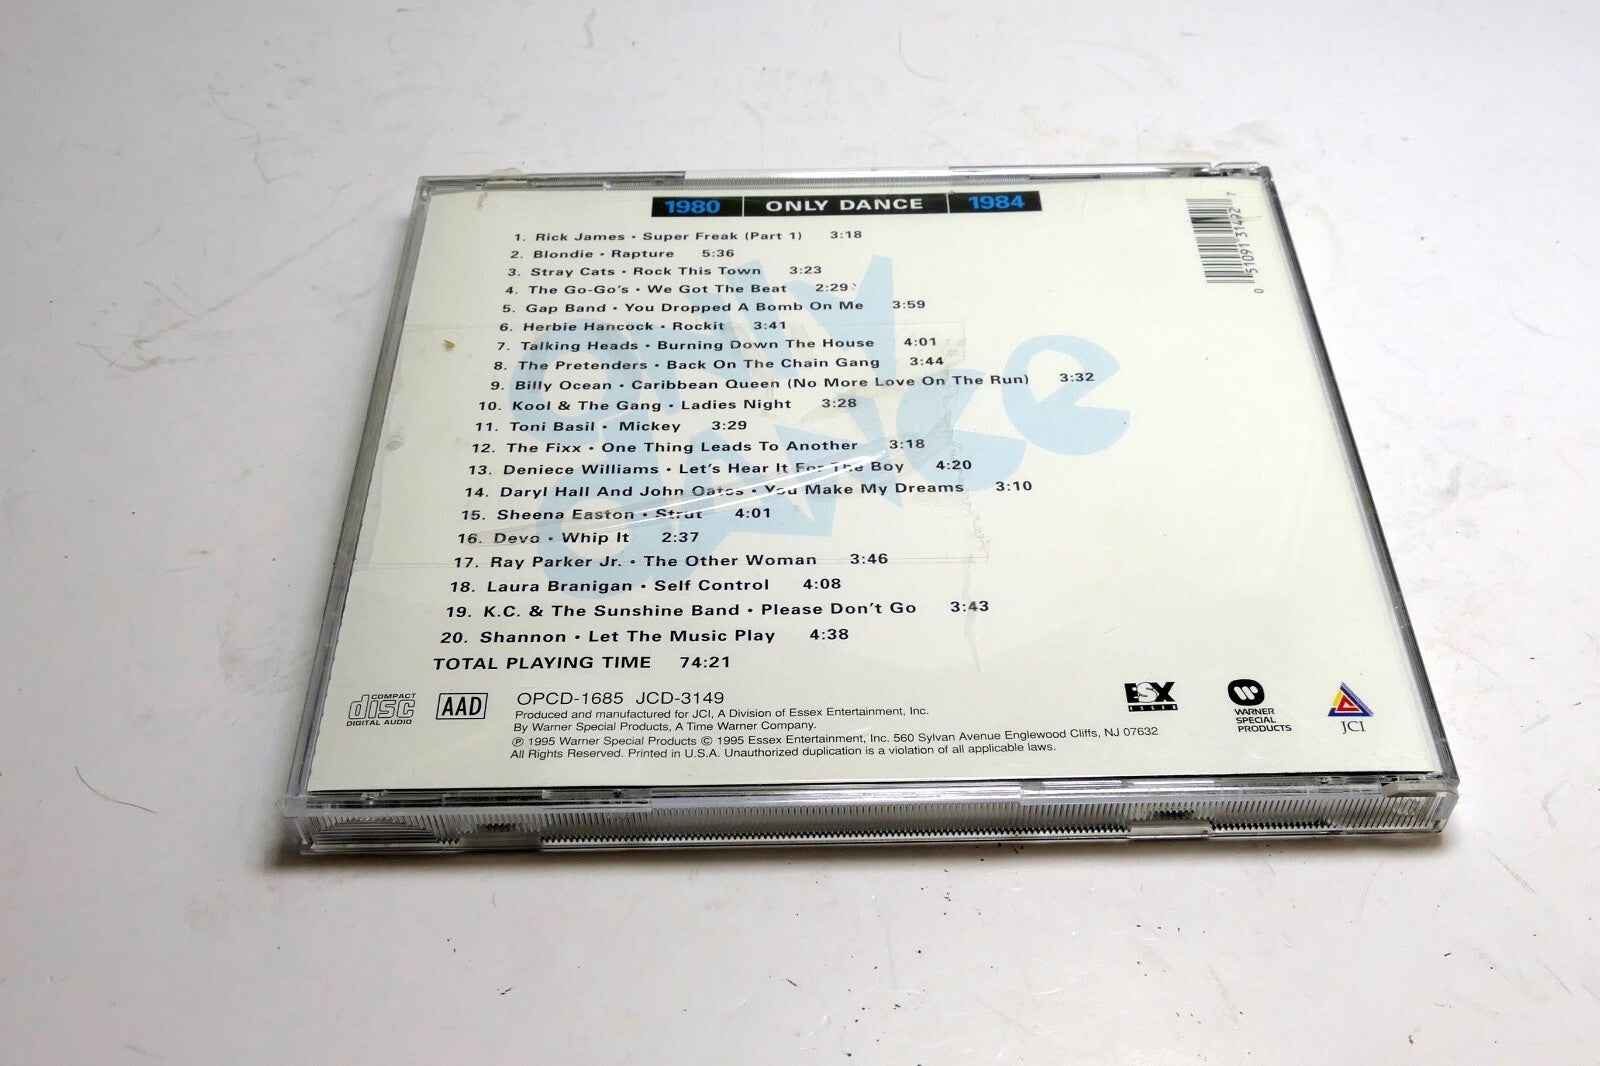 1980 ONLY DANCE 1984
1. Rick James • Super Freak (Part 1) 3:18
2. Blondie • Rapture 5:36
3. Stray Cats • Rock This Town 3:23
4. The Go-Go's • We Got The Beat 2:29
5. Gap Band • You Dropped A Bomb On Me 3:59
6. Herbie Hancock • Rockit 3:41
7. Talking Heads • Burning Down The House 4:01
8. The Pretenders • Back On The Chain Gang 3:44
9. Billy Ocean • Caribbean Queen (No More Love On The Run) 3:32
10. Kool & The Gang • Ladies Night 3:28
11. Toni Basil • Mickey 3:29
12. The Fixx • One Thing Leads To Another 3:18
13. Deniece Williams • Let's Hear It For The Boy 4:20
14. Daryl Hall And John Oates • You Make My Dreams 3:10
15. Sheena Easton • Strut 4:01
16. Devo • Whip It 2:37
17. Ray Parker Jr. • The Other Woman 3:46
18. Laura Branigan • Self Control 4:08
19. K.C. & The Sunshine Band • Please Don't Go 3:43
20. Shannon • Let The Music Play 4:38
TOTAL PLAYING TIME 74:21
only
dance
0 51091 31492 7
COMPACT
disc
DIGITAL AUDIO
AAD
OPCD-1685 JCD-3149
Produced and manufactured for JCI, A Division of Essex Entertainment, Inc.
By Warner Special Products, A Time Warner Company.
℗ 1995 Warner Special Products © 1995 Essex Entertainment, Inc. 560 Sylvan Avenue Englewood Cliffs, NJ 07632
All Rights Reserved. Printed in U.S.A. Unauthorized duplication is a violation of all applicable laws.
ESX
ESSEX
WARNER
SPECIAL
PRODUCTS
JCI